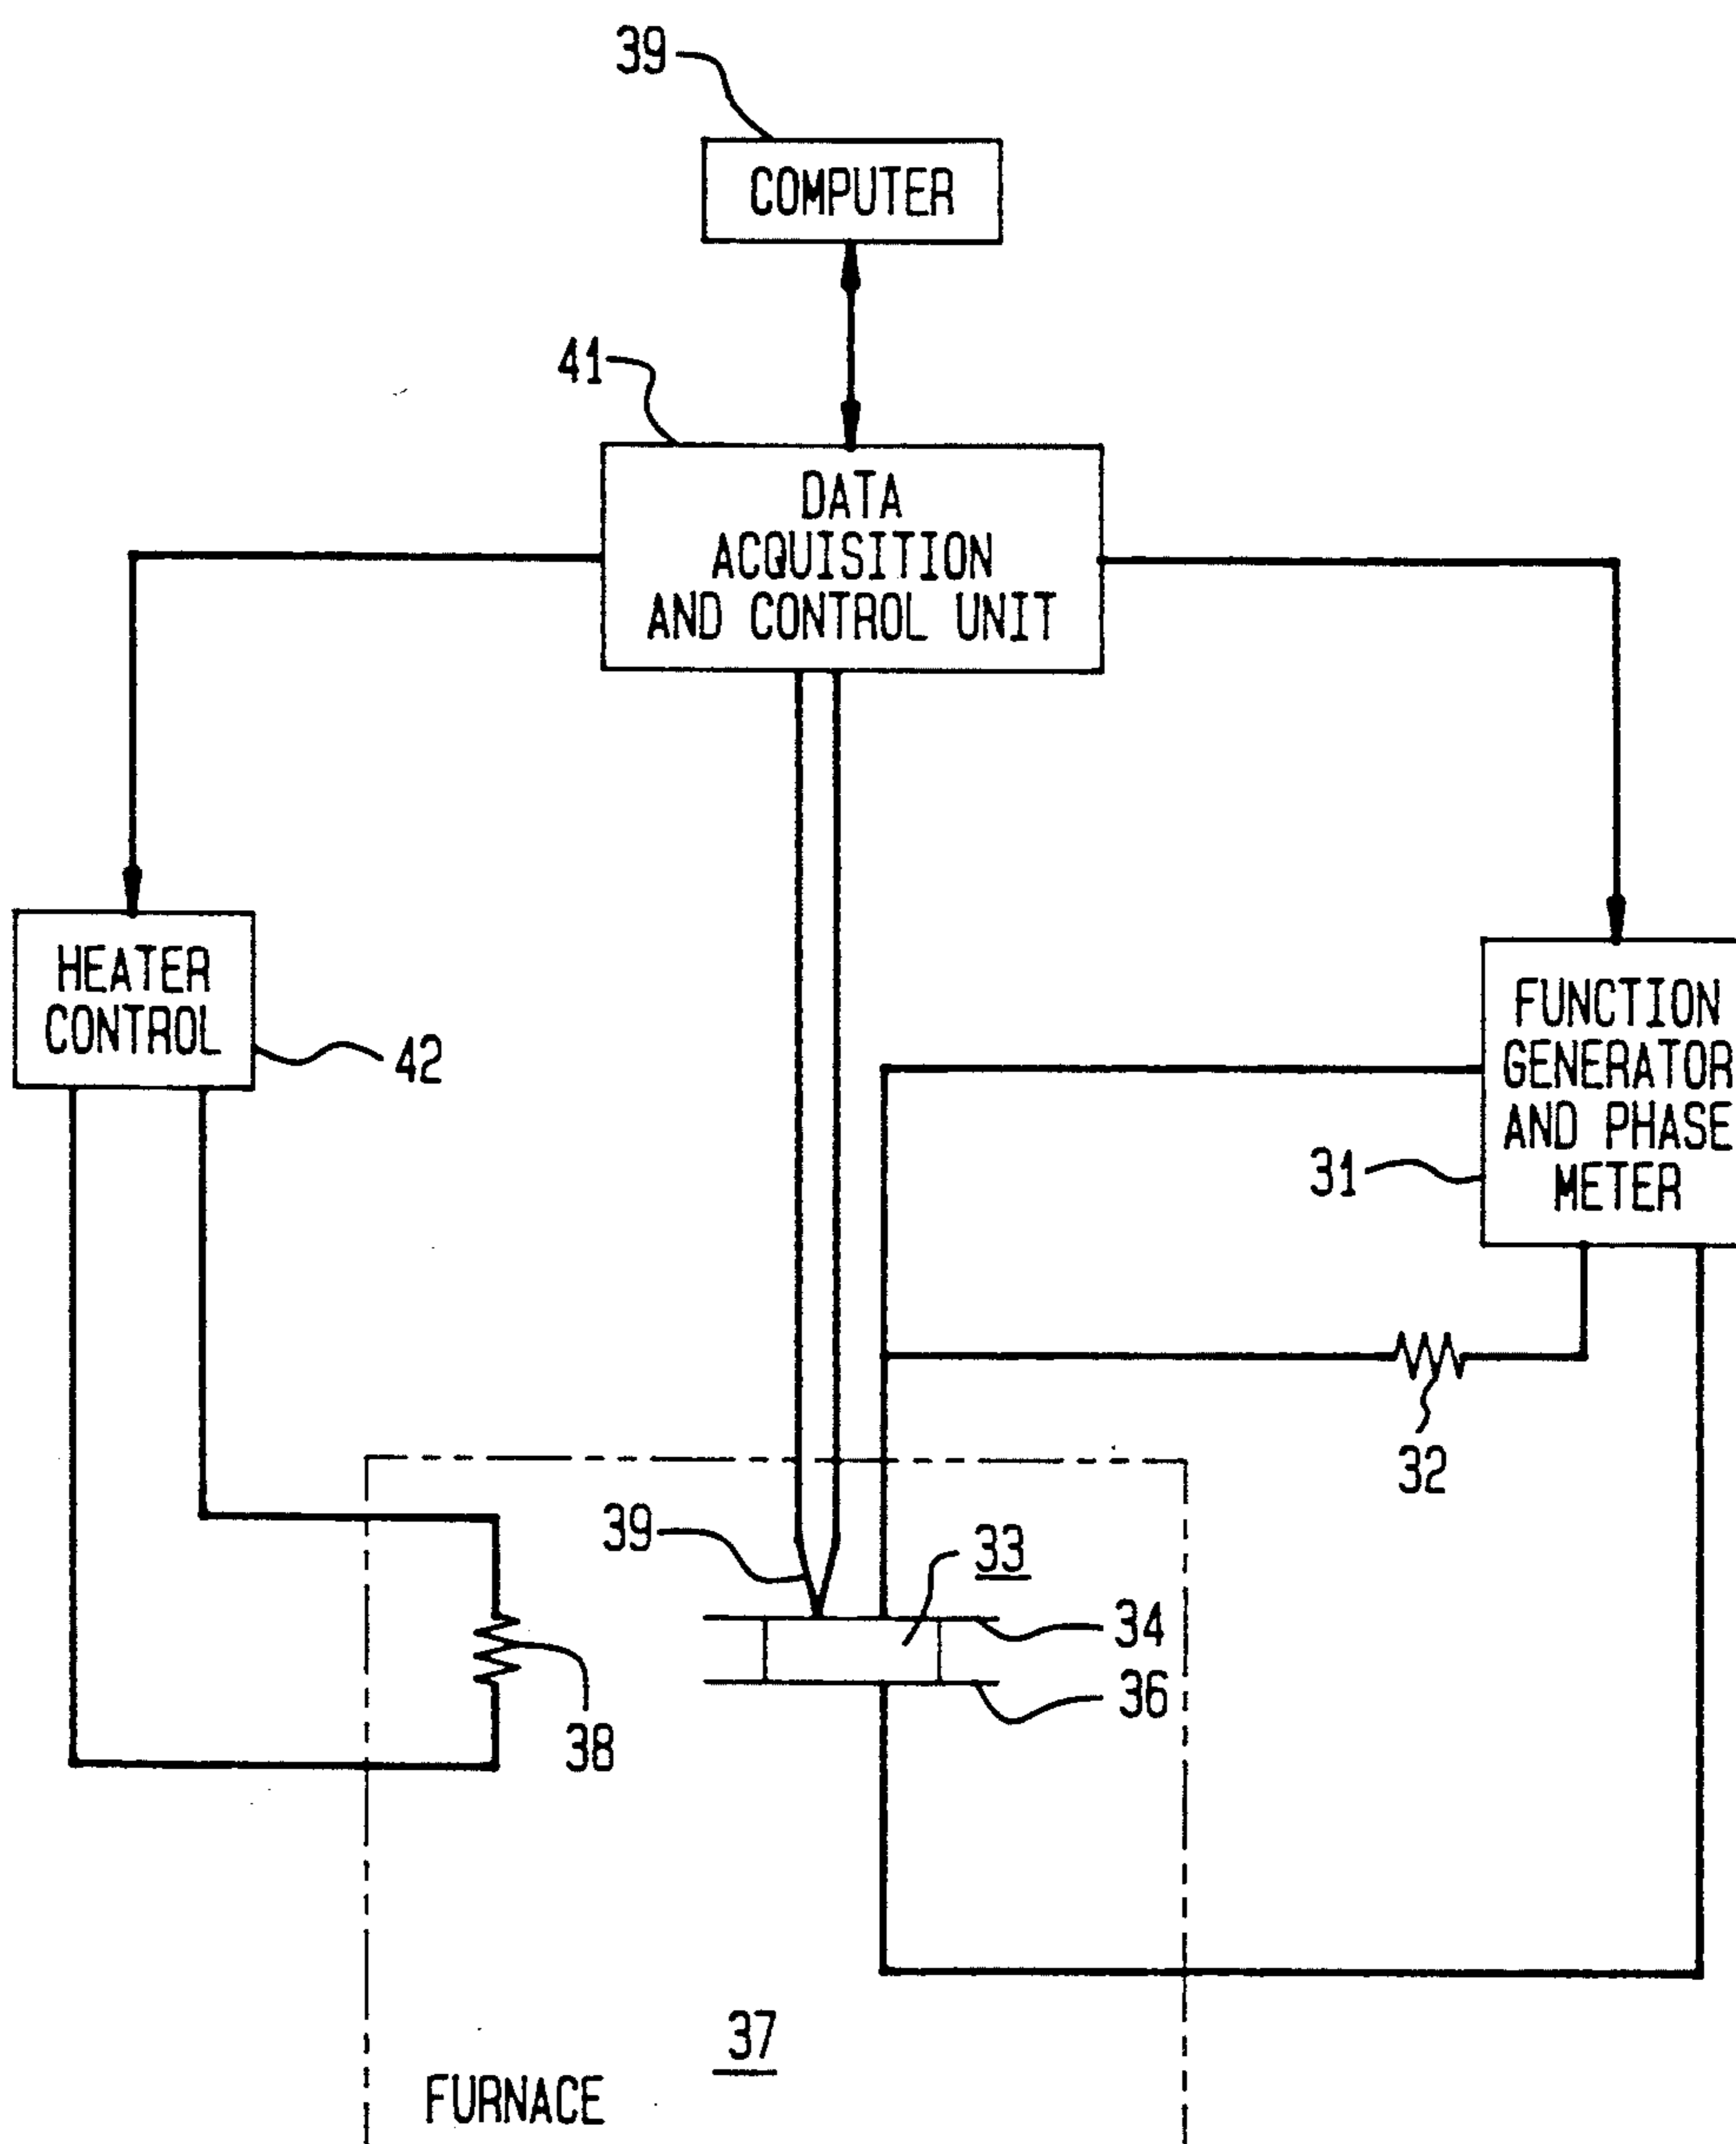 39
COMPUTER
41
DATA
ACQUISITION
AND CONTROL UNIT
HEATER
CONTROL
42
FUNCTION
GENERATOR
AND PHASE
METER
31
32
39
33
34
36
38
37
FURNACE